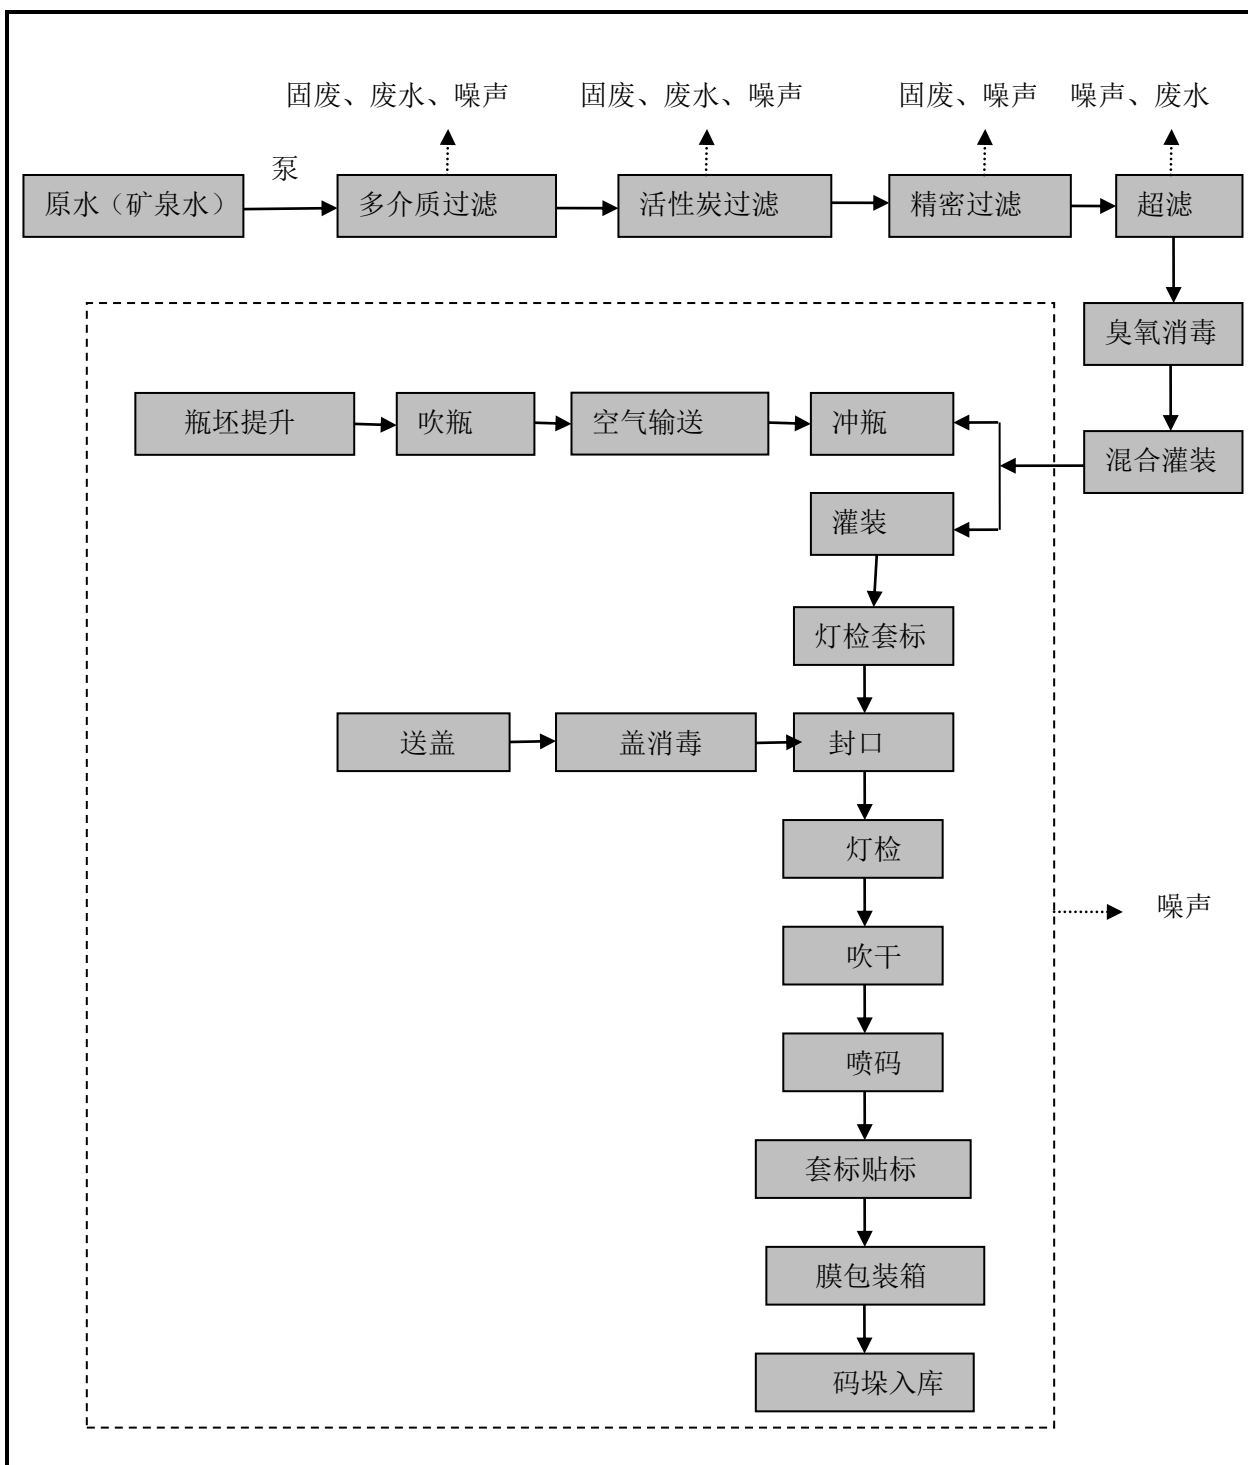 固废、废水、噪声
固废、废水、噪声
固废、噪声
噪声、废水
泵
原水（矿泉水）
多介质过滤
活性炭过滤
精密过滤
超滤
臭氧消毒
瓶坯提升
吹瓶
空气输送
冲瓶
混合灌装
灌装
灯检套标
送盖
盖消毒
封口
灯检
噪声
吹干
喷码
套标贴标
膜包装箱
码垛入库